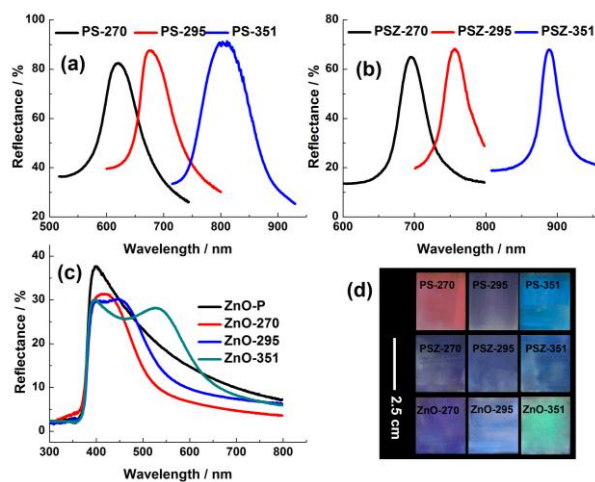 PS-270 PS-295 PS-351
(a)
Reflectance / %
100
80
60
40
20
500 600 700 800 900
Wavelength / nm
PSZ-270 PSZ-295 PSZ-351
(b)
Reflectance / %
80
60
40
20
0
600 700 800 900
Wavelength / nm
(c)
ZnO-P
ZnO-270
ZnO-295
ZnO-351
Reflectance / %
40
30
20
10
0
300 400 500 600 700 800
Wavelength / nm
(d)
PS-270 PS-295 PS-351
PSZ-270 PSZ-295 PSZ-351
ZnO-270 ZnO-295 ZnO-351
2.5 cm